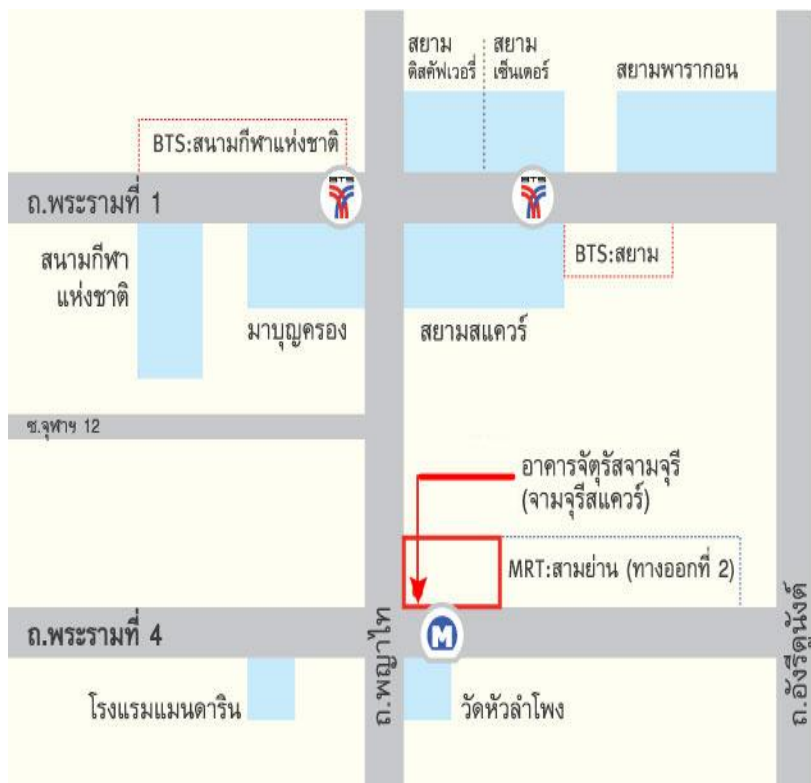 สยาม
ดิสคัฟเวอรี่
สยาม
เซ็นเตอร์
สยามพารากอน
BTS:สนามกีฬาแห่งชาติ
BTS
BTS
ถ.พระรามที่ 1
สนามกีฬา
แห่งชาติ
มาบุญครอง
สยามสแควร์
BTS:สยาม
ซ.จุฬาฯ 12
อาคารจัตุรัสจามจุรี
(จามจุรีสแควร์)
MRT:สามย่าน (ทางออกที่ 2)
ถ.พระรามที่ 4
M
ถ.พญาไท
ถ.อังรีดูนังต์
โรงแรมแมนดาริน
วัดหัวลำโพง